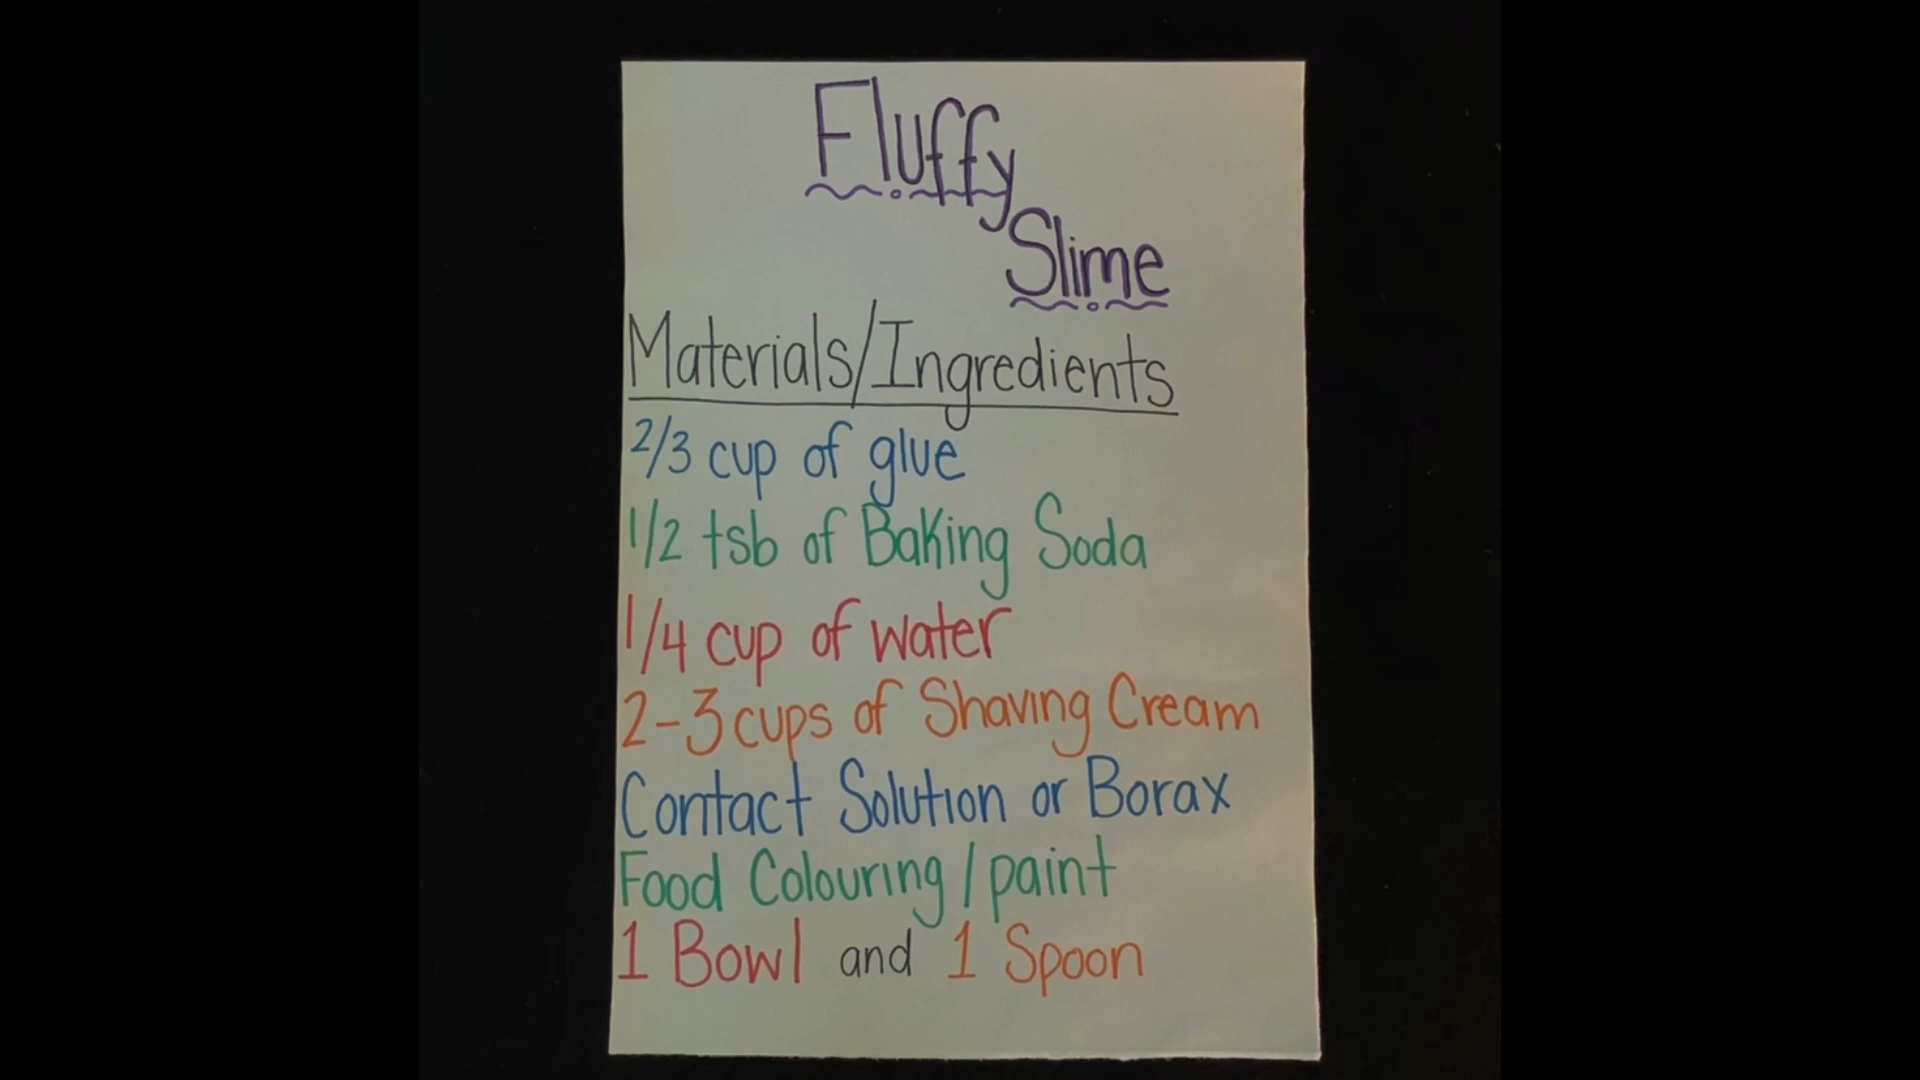 Fluffy
Slime
Materials/Ingredients
2/3 cup of glue
1/2 tsb of Baking Soda
1/4 cup of water
2-3 cups of Shaving Cream
Contact Solution or Borax
Food Colouring/paint
1 Bowl and 1 Spoon